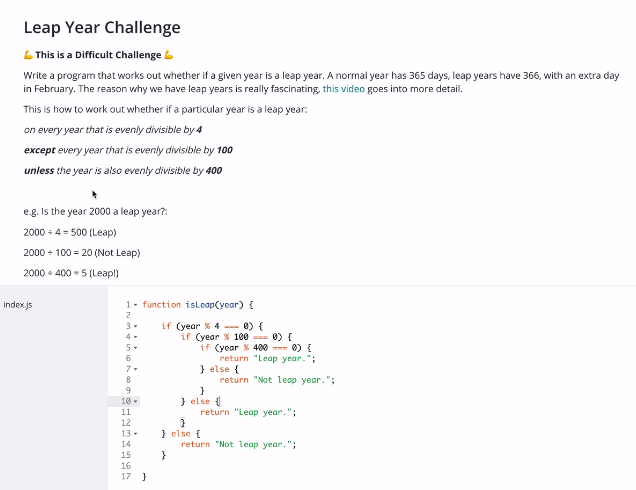 Leap Year Challenge
💪 This is a Difficult Challenge 💪
Write a program that works out whether if a given year is a leap year. A normal year has 365 days, leap years have 366, with an extra day
in February. The reason why we have leap years is really fascinating, this video goes into more detail.
This is how to work out whether if a particular year is a leap year:
on every year that is evenly divisible by 4
except every year that is evenly divisible by 100
unless the year is also evenly divisible by 400
e.g. Is the year 2000 a leap year?:
2000 ÷ 4 = 500 (Leap)
2000 ÷ 100 = 20 (Not Leap)
2000 ÷ 400 = 5 (Leap!)
index.js
1 function isLeap(year) {
2
3     if (year % 4 === 0) {
4         if (year % 100 === 0) {
5             if (year % 400 === 0) {
6                 return "Leap year.";
7             } else {
8                 return "Not leap year.";
9             }
10         } else {
11             return "Leap year.";
12         }
13     } else {
14         return "Not leap year.";
15     }
16
17 }